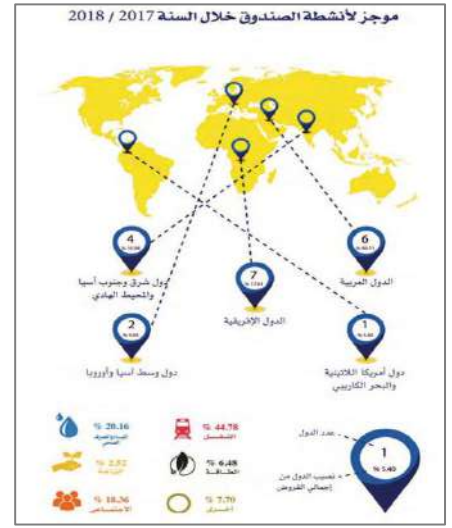 موجز لأنشطة الصندوق خلال السنة 2017 / 2018
4
دول شرق وجنوب آسيا
والمحيط الهادي
6
الدول العربية
7
الدول الإفريقية
2
دول وسط آسيا وأوروبا
1
دول أمريكا اللاتينية
والبحر الكاريبي
% 20.16
% 44.78
النقل
% 2.52
الزراعة
% 6.48
الطاقة
% 18.36
الاجتماعي
% 7.70
أخرى
عدد الدول
1
% 5.40
نصيب الدول من
إجمالي القروض